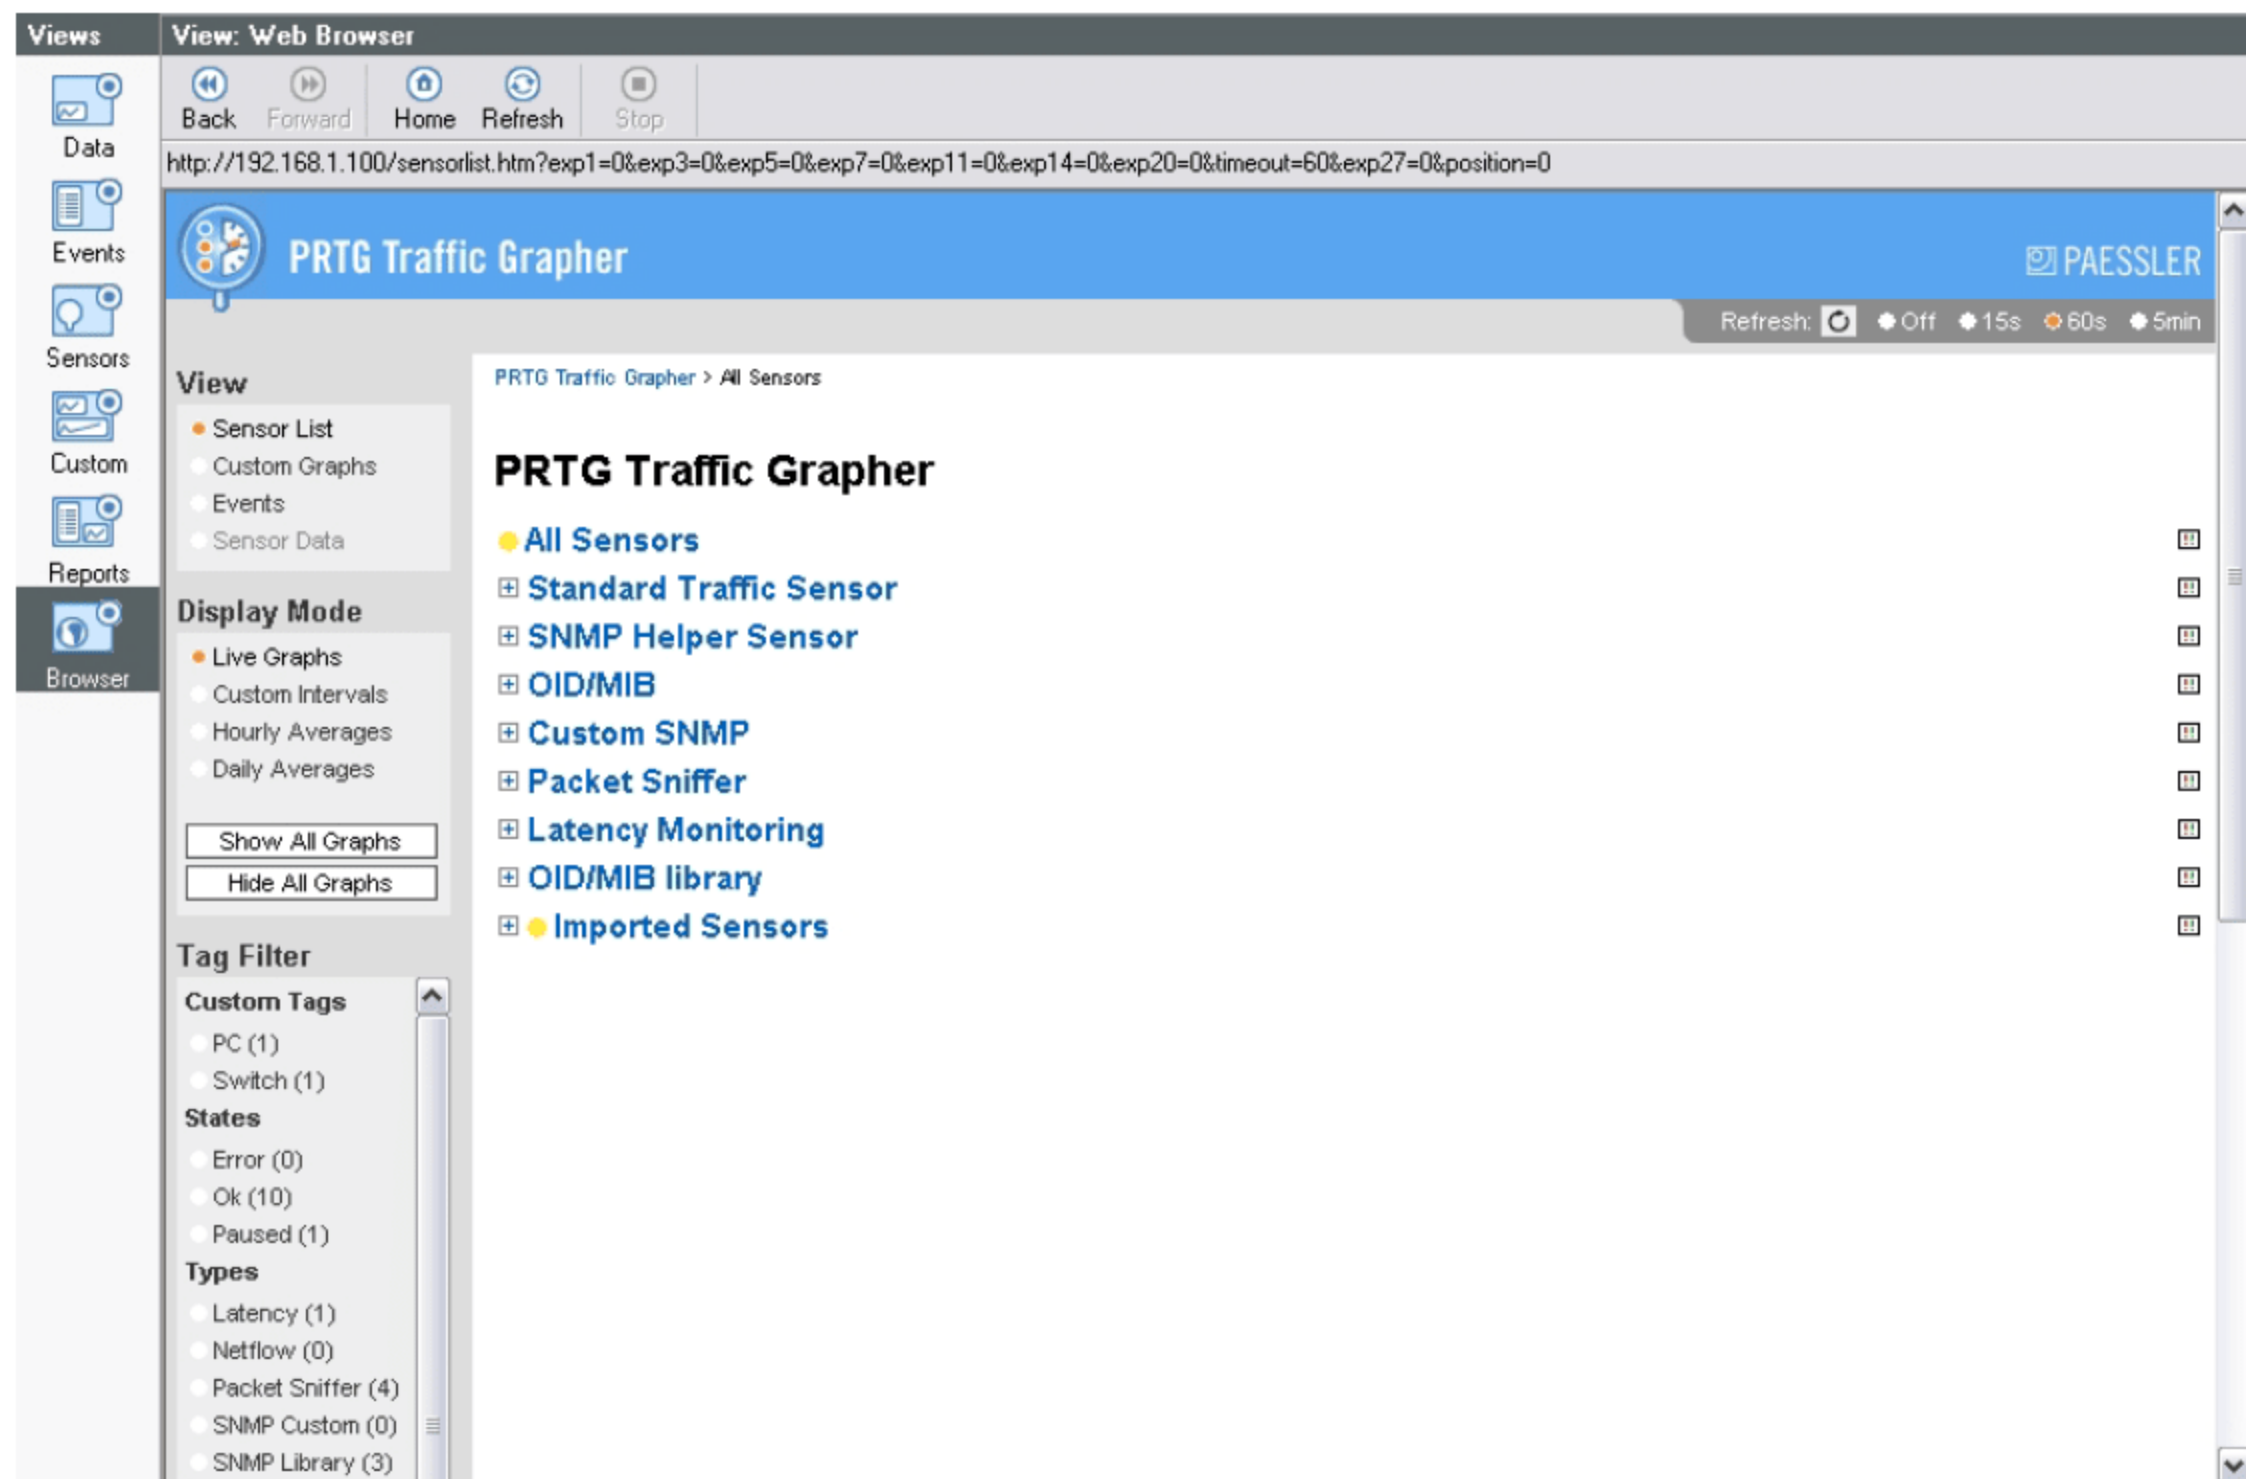 Views
View: Web Browser
Back
Forward
Home
Refresh
Stop
http://192.168.1.100/sensorlist.htm?exp1=0&exp3=0&exp5=0&exp7=0&exp11=0&exp14=0&exp20=0&timeout=60&exp27=0&position=0
Data
Events
Sensors
Custom
Reports
Browser
PRTG Traffic Grapher
PAESSLER
Refresh: Off 15s 60s 5min
View
Sensor List
Custom Graphs
Events
Sensor Data
Display Mode
Live Graphs
Custom Intervals
Hourly Averages
Daily Averages
Show All Graphs
Hide All Graphs
Tag Filter
Custom Tags
PC (1)
Switch (1)
States
Error (0)
Ok (10)
Paused (1)
Types
Latency (1)
Netflow (0)
Packet Sniffer (4)
SNMP Custom (0)
SNMP Library (3)
PRTG Traffic Grapher > All Sensors
PRTG Traffic Grapher
All Sensors
Standard Traffic Sensor
SNMP Helper Sensor
OID/MIB
Custom SNMP
Packet Sniffer
Latency Monitoring
OID/MIB library
Imported Sensors